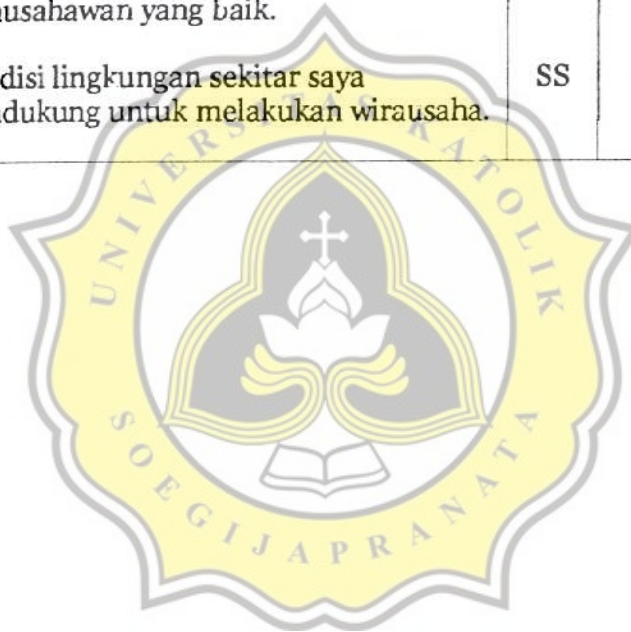 usahawan yang baik.
disi lingkungan sekitar saya
dukung untuk melakukan wirausaha.
SS
UNIVERSITAS KATOLIK
SOEGIJAPRANATA